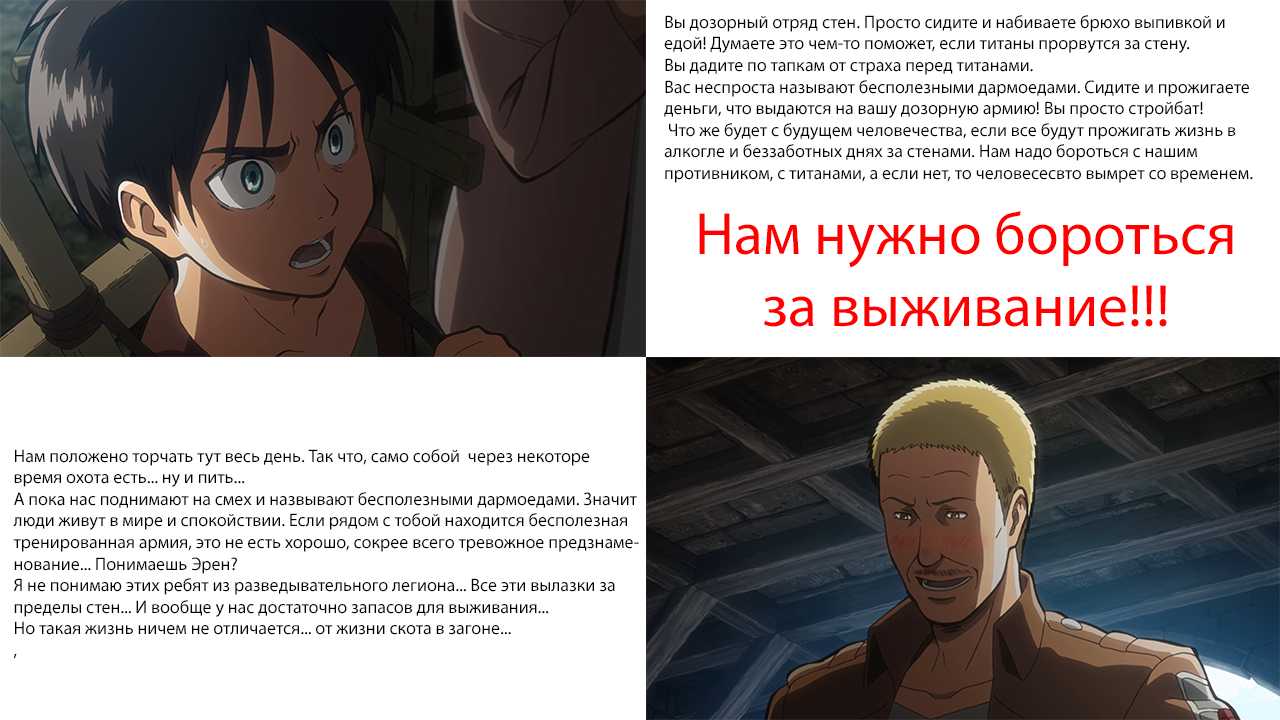 Вы дозорный отряд стен. Просто сидите и набиваете брюхо выпивкой и
едой! Думаете это чем-то поможет, если титаны прорвутся за стену.
Вы дадите по тапкам от страха перед титанами.
Вас неспроста называют бесполезными дармоедами. Сидите и прожигаете
деньги, что выдаются на вашу дозорную армию! Вы просто стройбат!
Что же будет с будущем человечества, если все будут прожигать жизнь в
алкогле и беззаботных днях за стенами. Нам надо бороться с нашим
противником, с титанами, а если нет, то человесесвто вымрет со временем.
Нам нужно бороться
за выживание!!!
Нам положено торчать тут весь день. Так что, само собой через некоторе
время охота есть... ну и пить...
А пока нас поднимают на смех и назвывают бесполезными дармоедами. Значит
люди живут в мире и спокойствии. Если рядом с тобой находится бесполезная
тренированная армия, это не есть хорошо, сокрее всего тревожное предзнаме-
нование... Понимаешь Эрен?
Я не понимаю этих ребят из разведывательного легиона... Все эти вылазки за
пределы стен... И вообще у нас достаточно запасов для выживания...
Но такая жизнь ничем не отличается... от жизни скота в загоне...
,